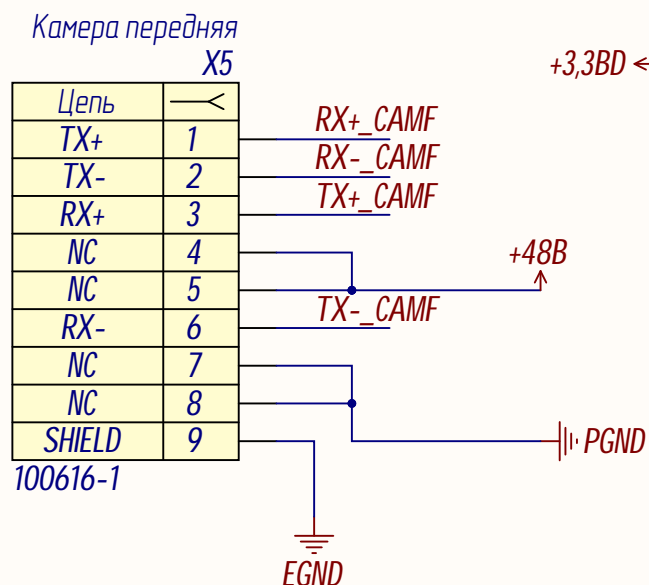 Камера передняя
X5
+3,3BD
Цепь
TX+ 1 RX+_CAMF
TX- 2 RX-_CAMF
RX+ 3 TX+_CAMF
NC 4
+48В
NC 5
RX- 6 TX-_CAMF
NC 7
NC 8
PGND
SHIELD 9
100616-1
EGND